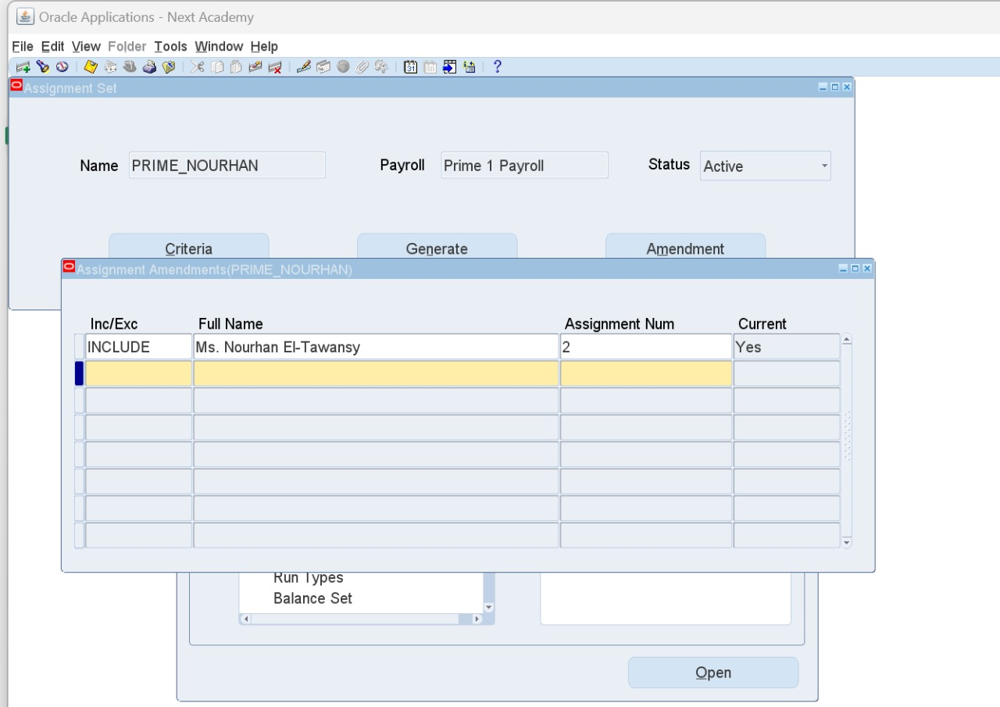 Oracle Applications - Next Academy
File Edit View Folder Tools Window Help
31
?
Assignment Set
Name PRIME_NOURHAN Payroll Prime 1 Payroll Status Active
Criteria Generate Amendment
Assignment Amendments(PRIME_NOURHAN)
Inc/Exc Full Name Assignment Num Current
INCLUDE Ms. Nourhan El-Tawansy 2 Yes
Run Types
Balance Set
Open